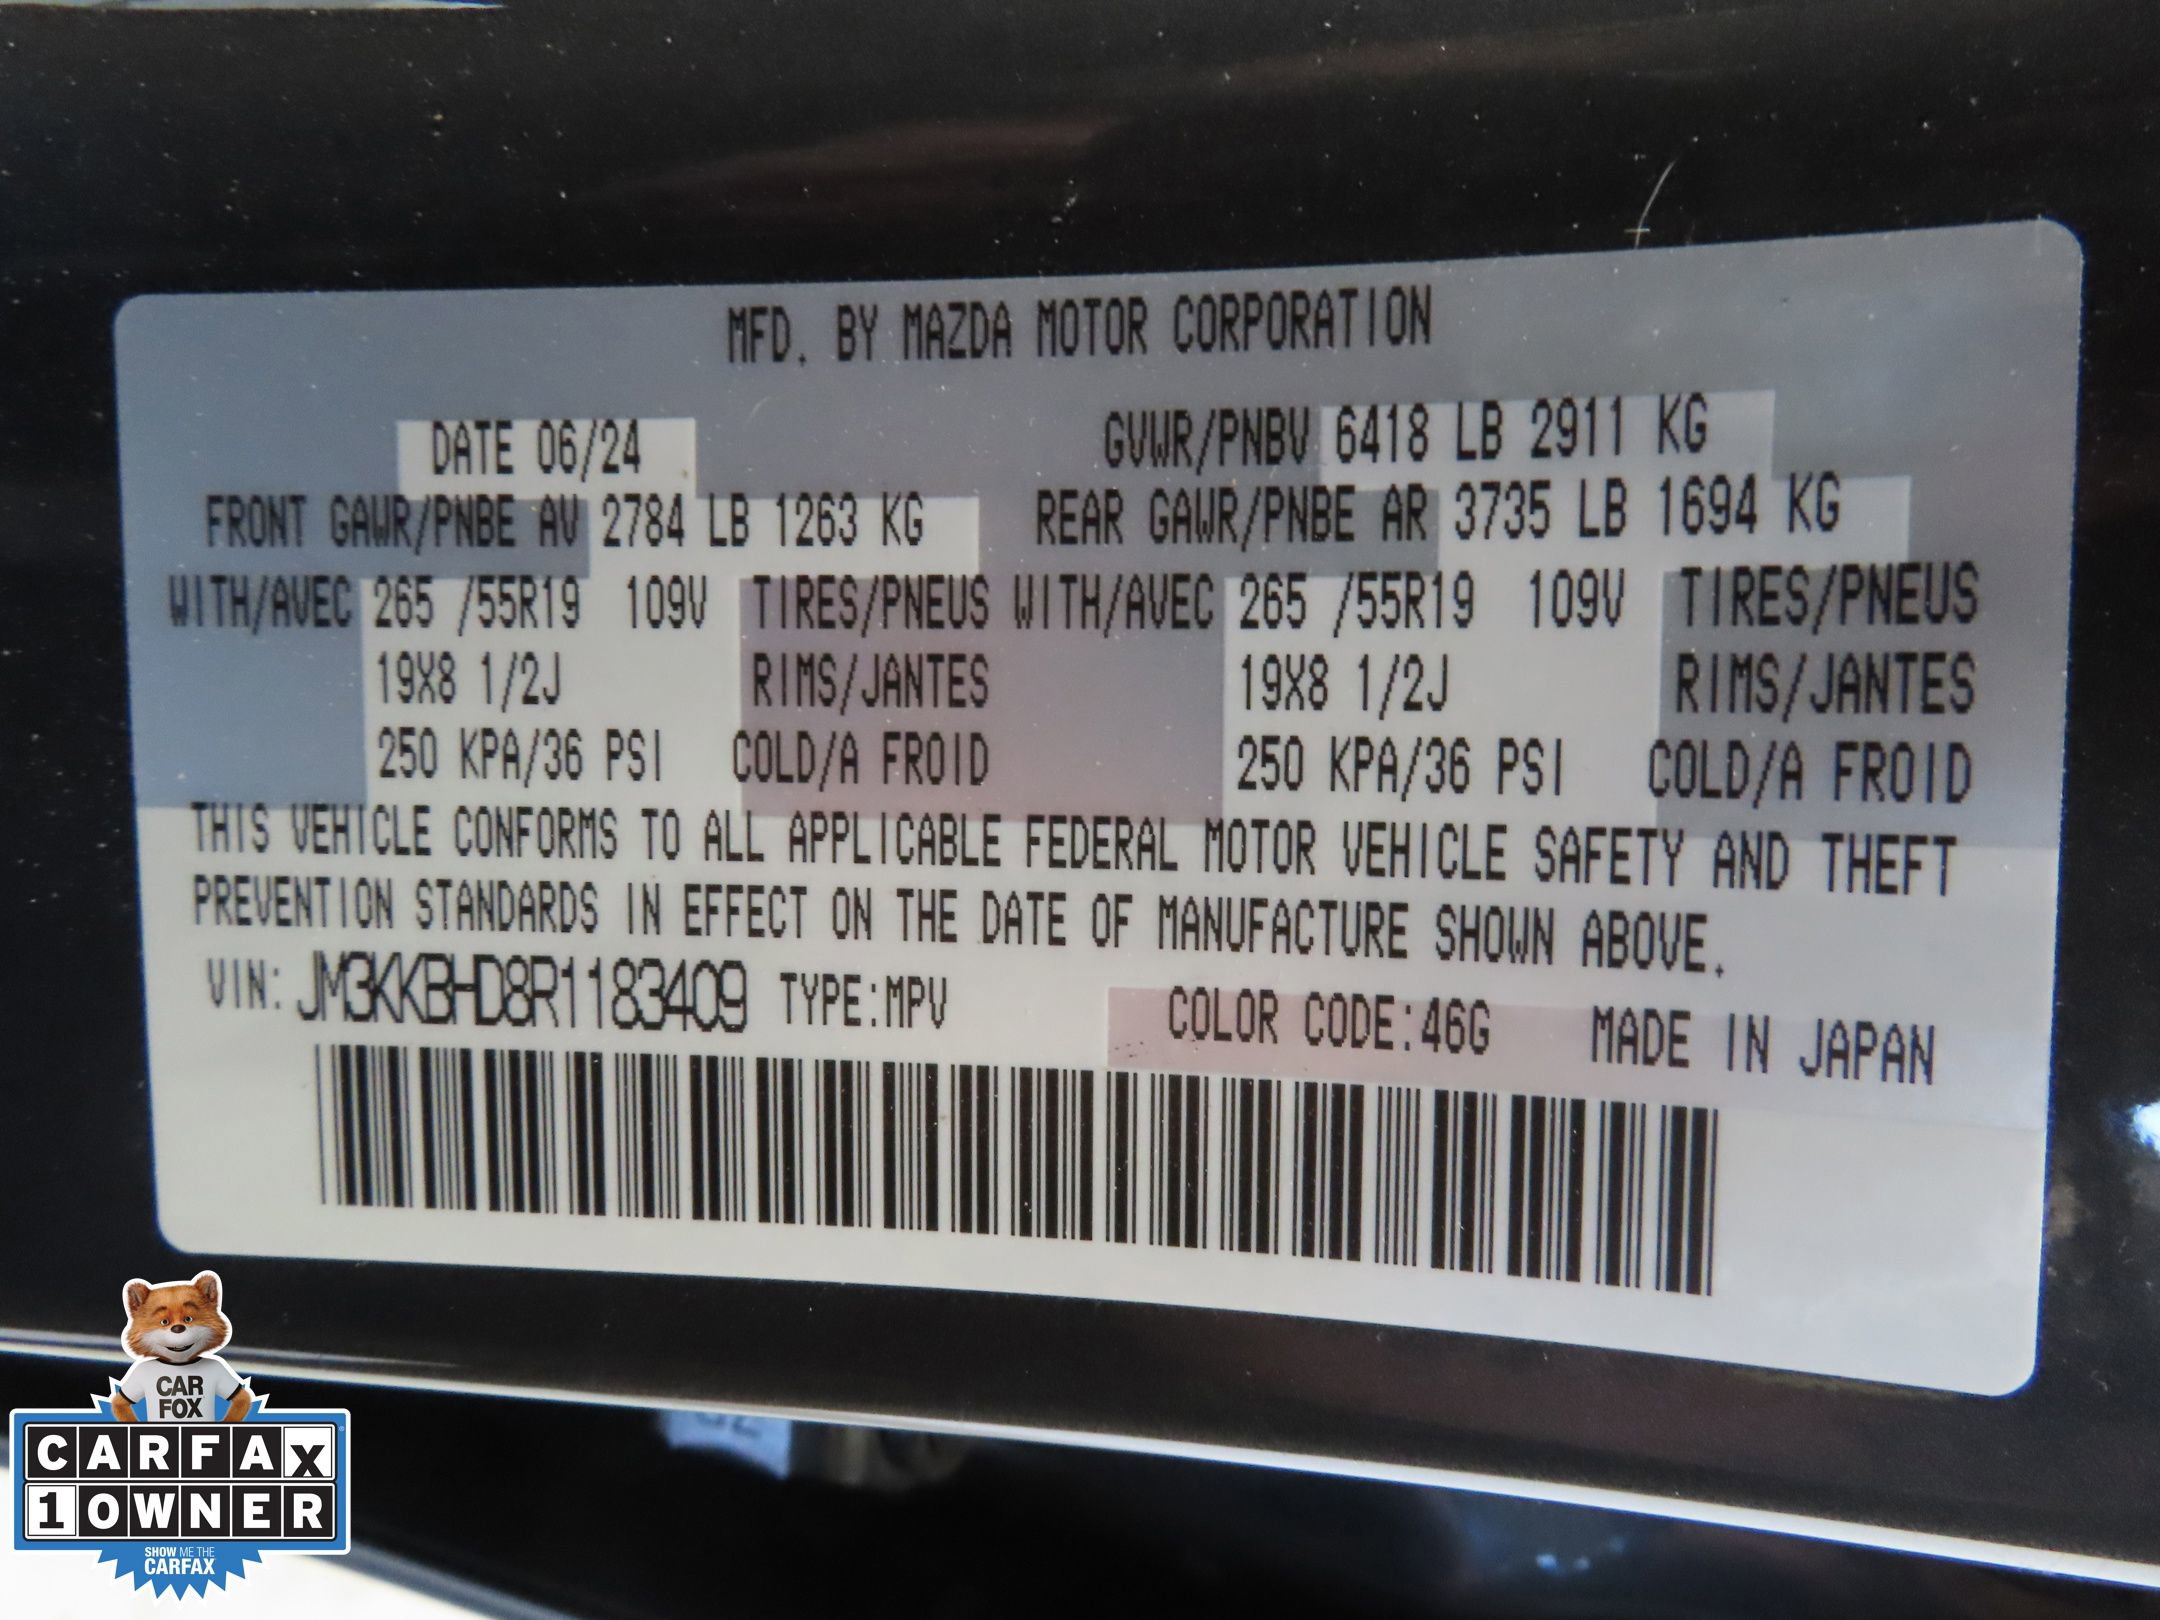 MFD. BY MAZDA MOTOR CORPORATION
DATE 06/24 GVWR/PNBV 6418 LB 2911 KG
FRONT GAWR/PNBE AV 2784 LB 1263 KG REAR GAWR/PNBE AR 3735 LB 1694 KG
WITH/AVEC 265 /55R19 109V TIRES/PNEUS WITH/AVEC 265 /55R19 109V TIRES/PNEUS
19X8 1/2J RIMS/JANTES 19X8 1/2J RIMS/JANTES
250 KPA/36 PSI COLD/A FROID 250 KPA/36 PSI COLD/A FROID
THIS VEHICLE CONFORMS TO ALL APPLICABLE FEDERAL MOTOR VEHICLE SAFETY AND THEFT
PREVENTION STANDARDS IN EFFECT ON THE DATE OF MANUFACTURE SHOWN ABOVE.
VIN: JM3KKBHD8R1183409 TYPE:MPV COLOR CODE:46G MADE IN JAPAN
CAR
FOX
CARFAX
1 OWNER
SHOW ME THE
CARFAX